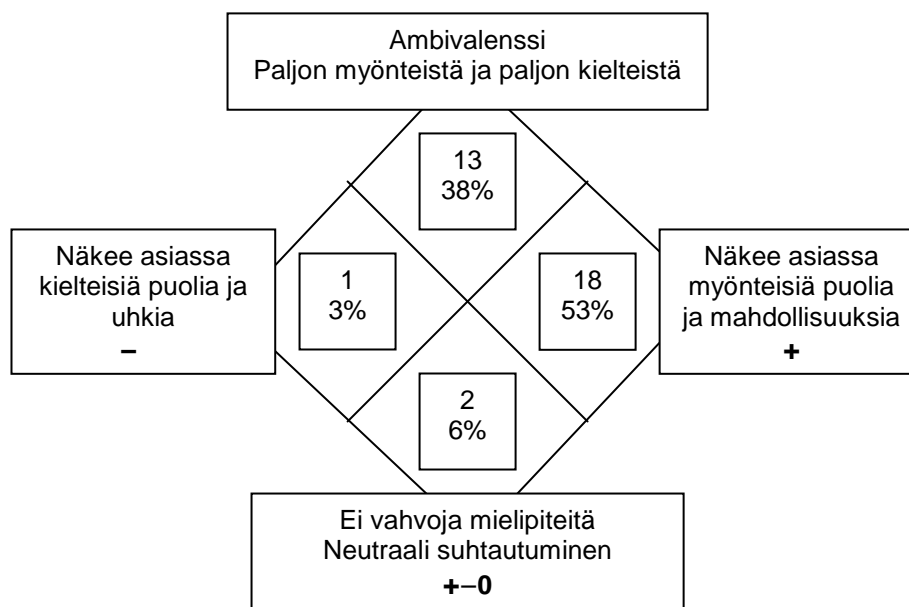 Ambivalenssi
Paljon myönteistä ja paljon kielteistä
13
38%
Näkee asiassa
kielteisiä puolia ja
uhkia
–
1
3%
18
53%
Näkee asiassa
myönteisiä puolia
ja mahdollisuuksia
+
2
6%
Ei vahvoja mielipiteitä
Neutraali suhtautuminen
+–0